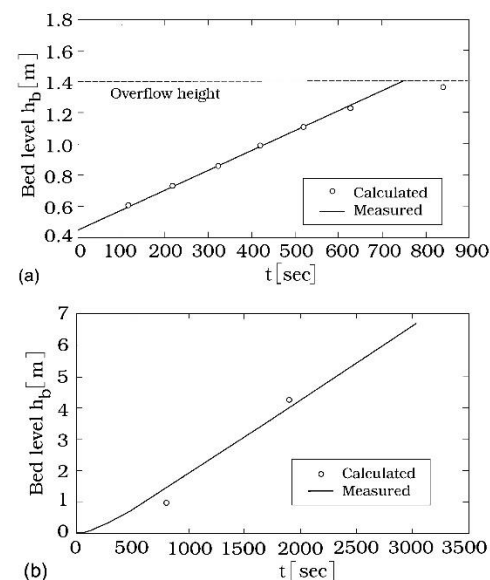 1.8
1.6
1.4
1.2
1.0
0.8
0.6
0.4
Bed level h_b [m]
Overflow height
Calculated
Measured
0 100 200 300 400 500 600 700 800 900
t [sec]
(a)
7
6
5
4
3
2
1
0
Bed level h_b [m]
Calculated
Measured
0 500 1000 1500 2000 2500 3000 3500
t [sec]
(b)